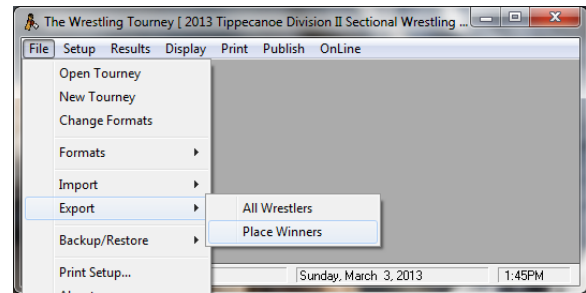 The Wrestling Tourney [ 2013 Tippecanoe Division II Sectional Wrestling ...
File Setup Results Display Print Publish OnLine
Open Tourney
New Tourney
Change Formats
Formats
Import
Export
All Wrestlers
Place Winners
Backup/Restore
Print Setup...
Sunday, March 3, 2013 1:45PM